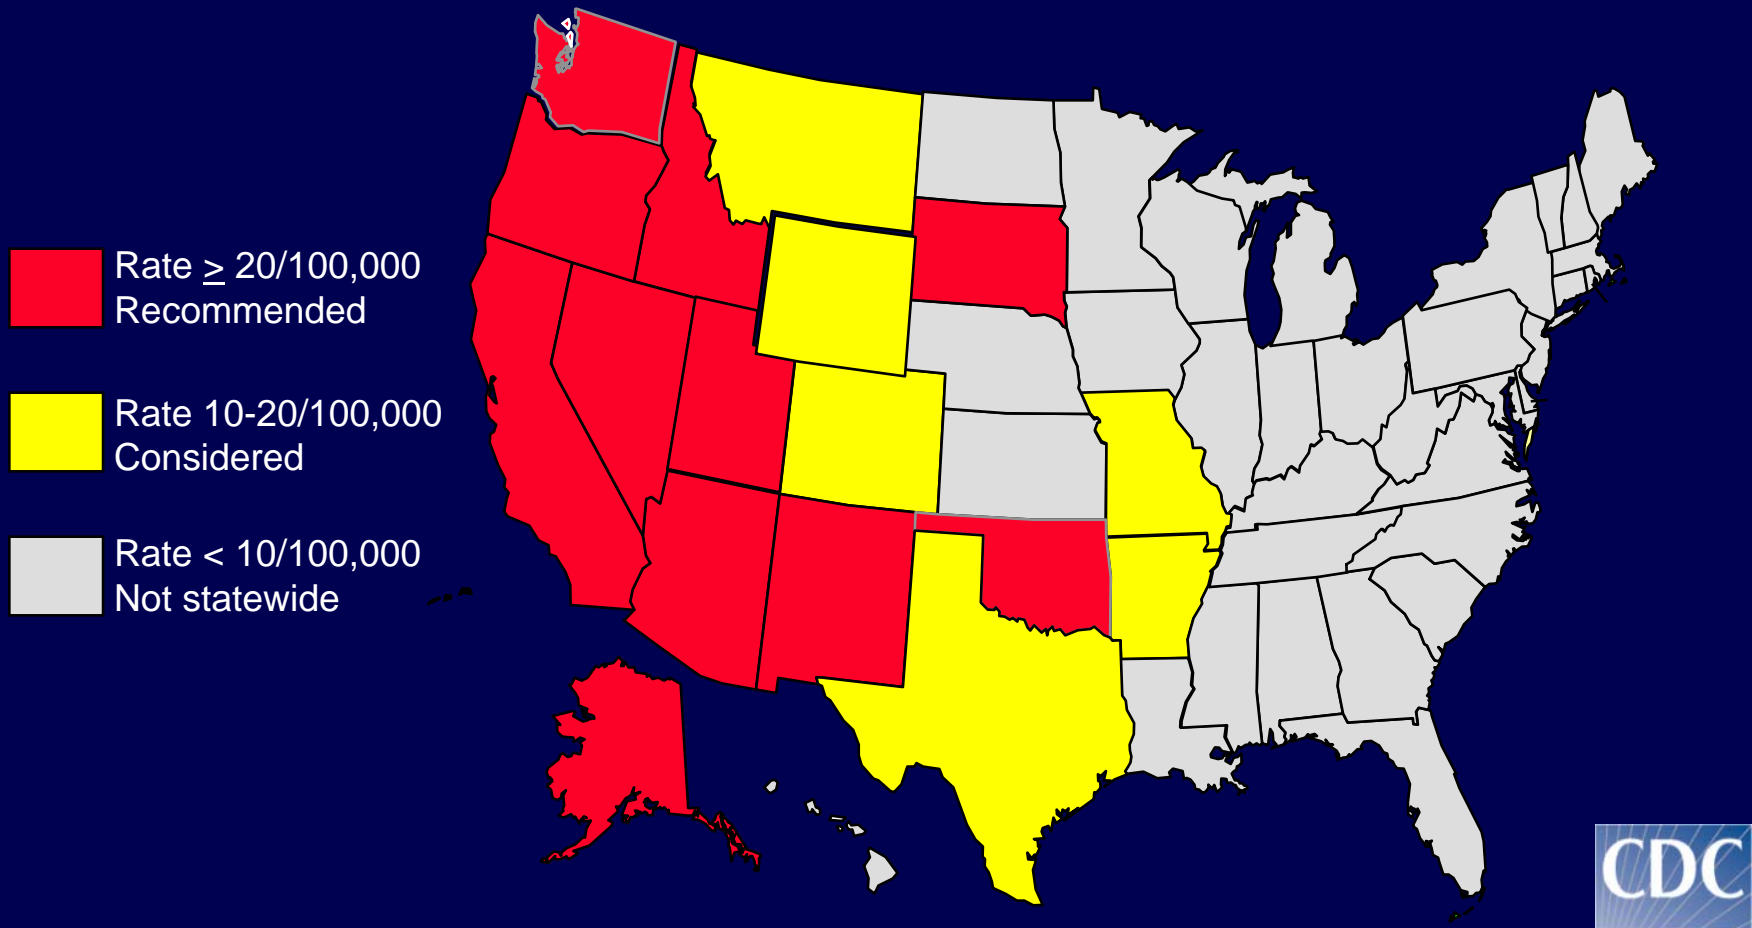 Rate ≥ 20/100,000
Recommended
Rate 10-20/100,000
Considered
Rate < 10/100,000
Not statewide
CDC